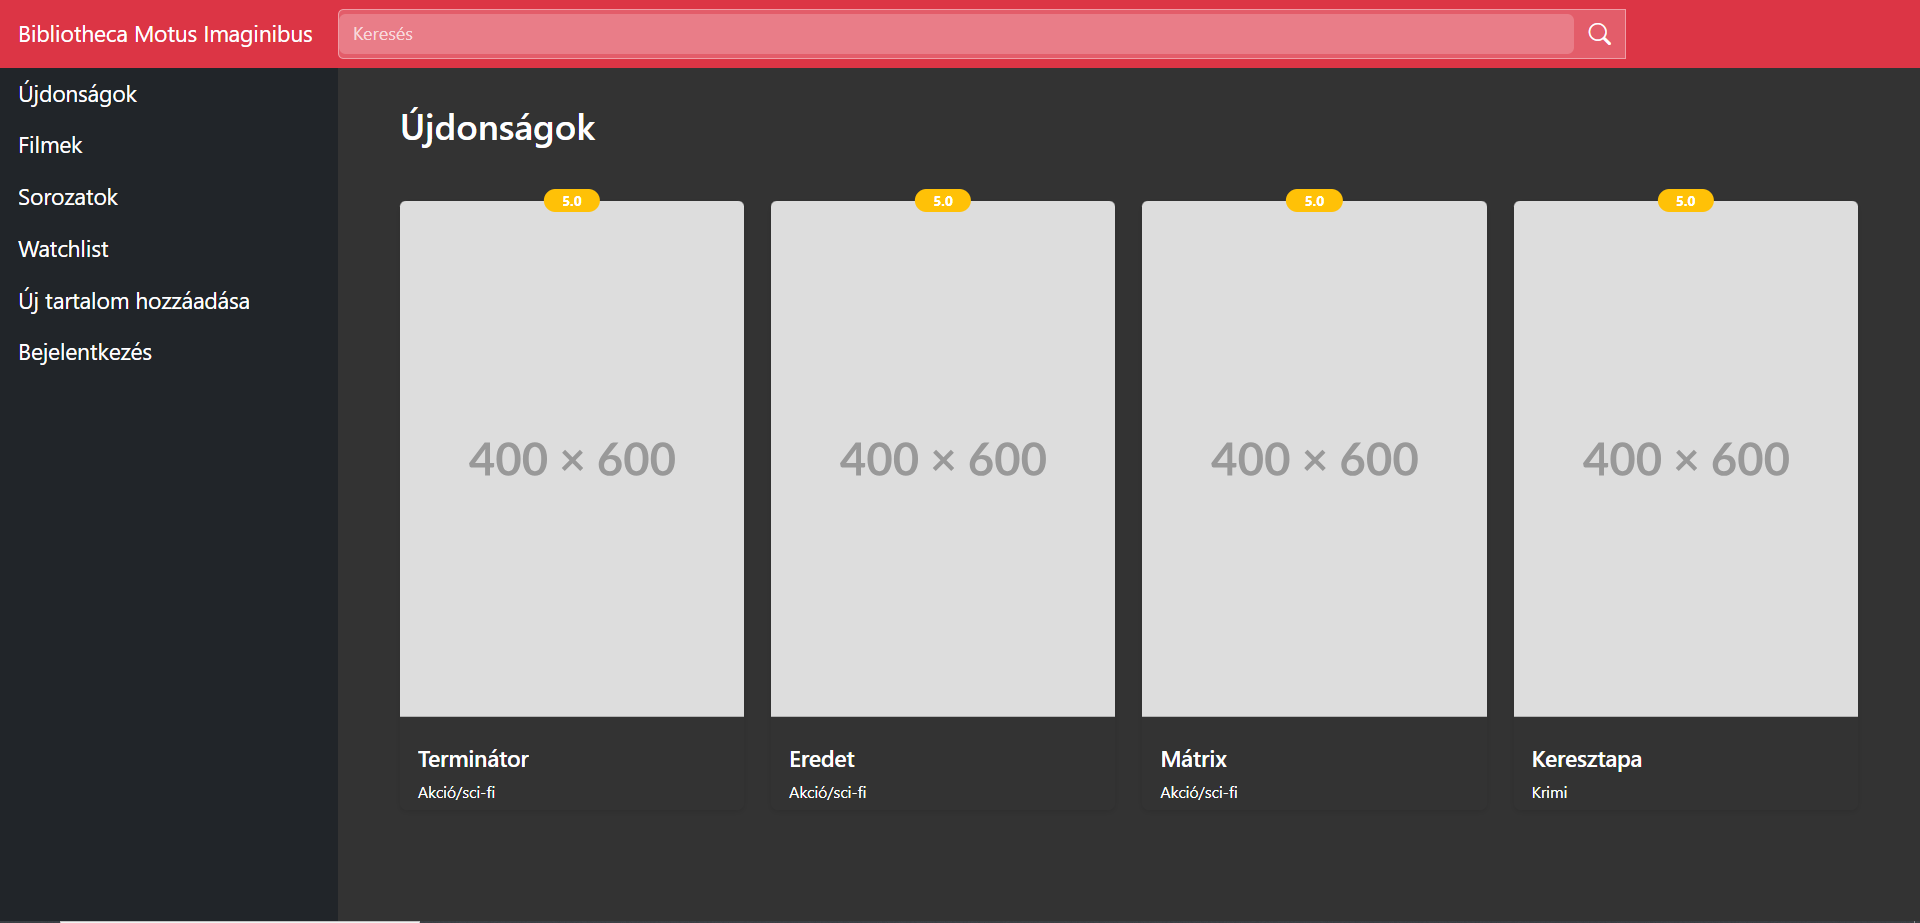 Bibliotheca Motus Imaginibus
Keresés
Újdonságok
Filmek
Sorozatok
Watchlist
Új tartalom hozzáadása
Bejelentkezés
Újdonságok
5.0
400 × 600
Terminátor
Akció/sci-fi
5.0
400 × 600
Eredet
Akció/sci-fi
5.0
400 × 600
Mátrix
Akció/sci-fi
5.0
400 × 600
Keresztapa
Krimi